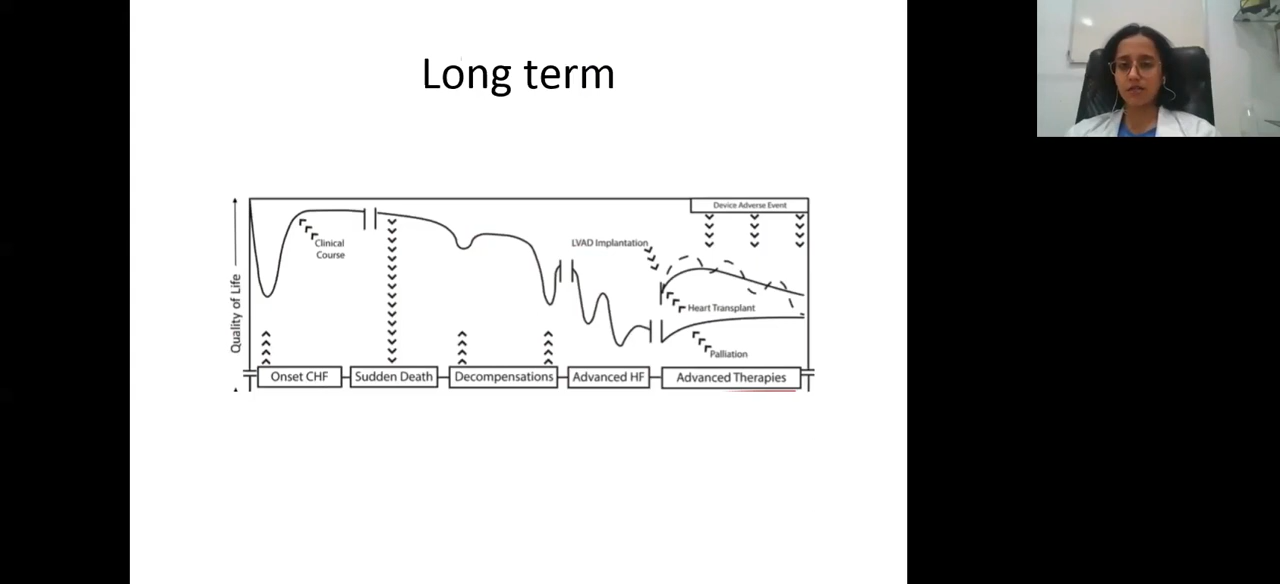 Long term
Device Adverse Event
Clinical
Course
LVAD Implantation
Heart Transplant
Palliation
Quality of Life
Onset CHF
Sudden Death
Decompensations
Advanced HF
Advanced Therapies